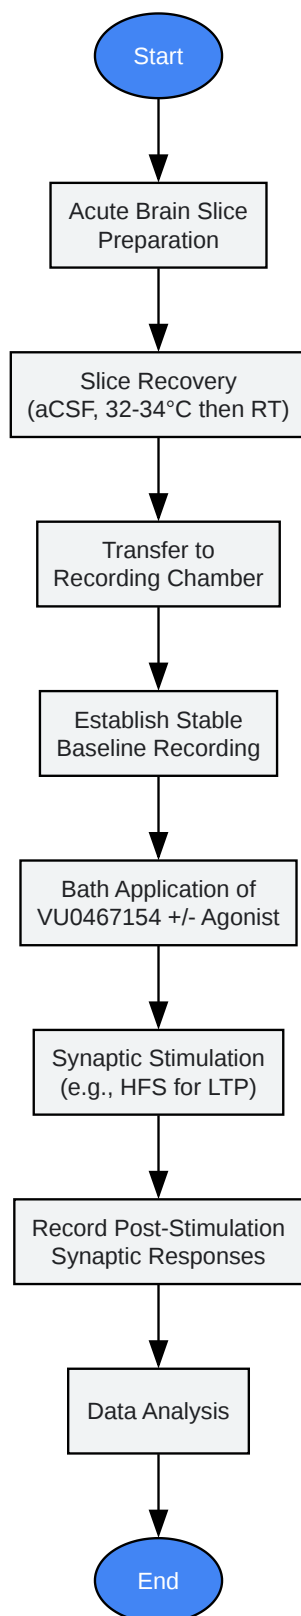 Start
Acute Brain Slice
Preparation
Slice Recovery
(aCSF, 32-34°C then RT)
Transfer to
Recording Chamber
Establish Stable
Baseline Recording
Bath Application of
VU0467154 +/- Agonist
Synaptic Stimulation
(e.g., HFS for LTP)
Record Post-Stimulation
Synaptic Responses
Data Analysis
End